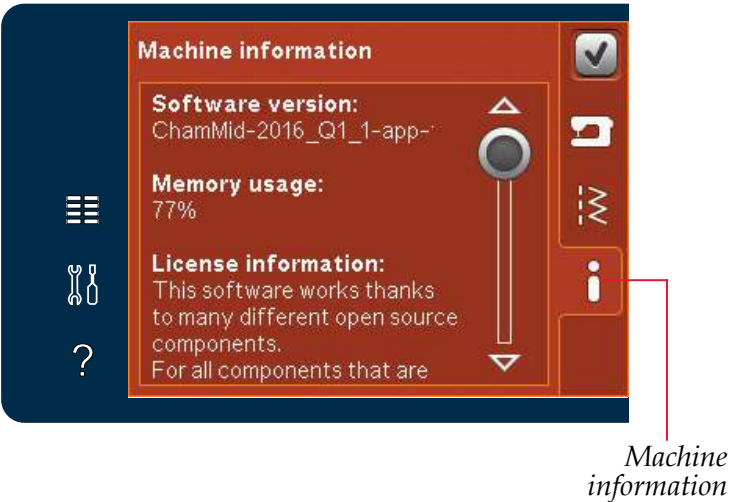 Machine information
Software version:
ChamMid-2016_Q1_1-app-
Memory usage:
77%
License information:
This software works thanks
to many different open source
components.
For all components that are
?
Machine
information